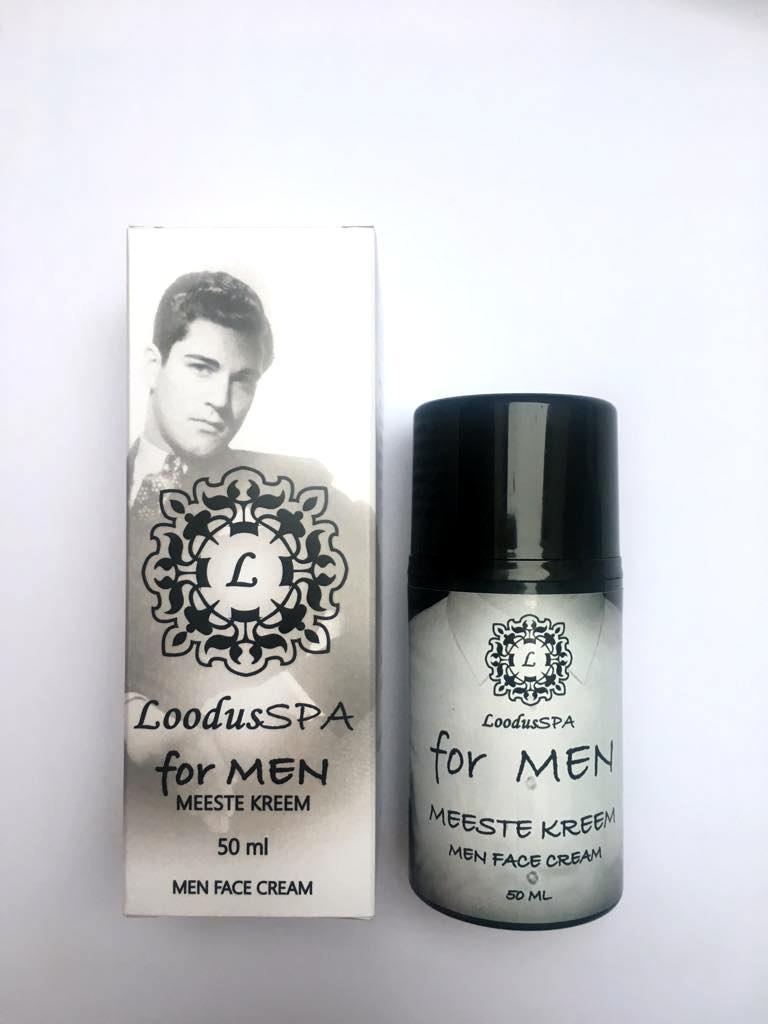 L
LoodusSPA
for MEN
MEESTE KREEM
50 ml
MEN FACE CREAM
L
LoodusSPA
for MEN
MEESTE KREEM
MEN FACE CREAM
50 ML